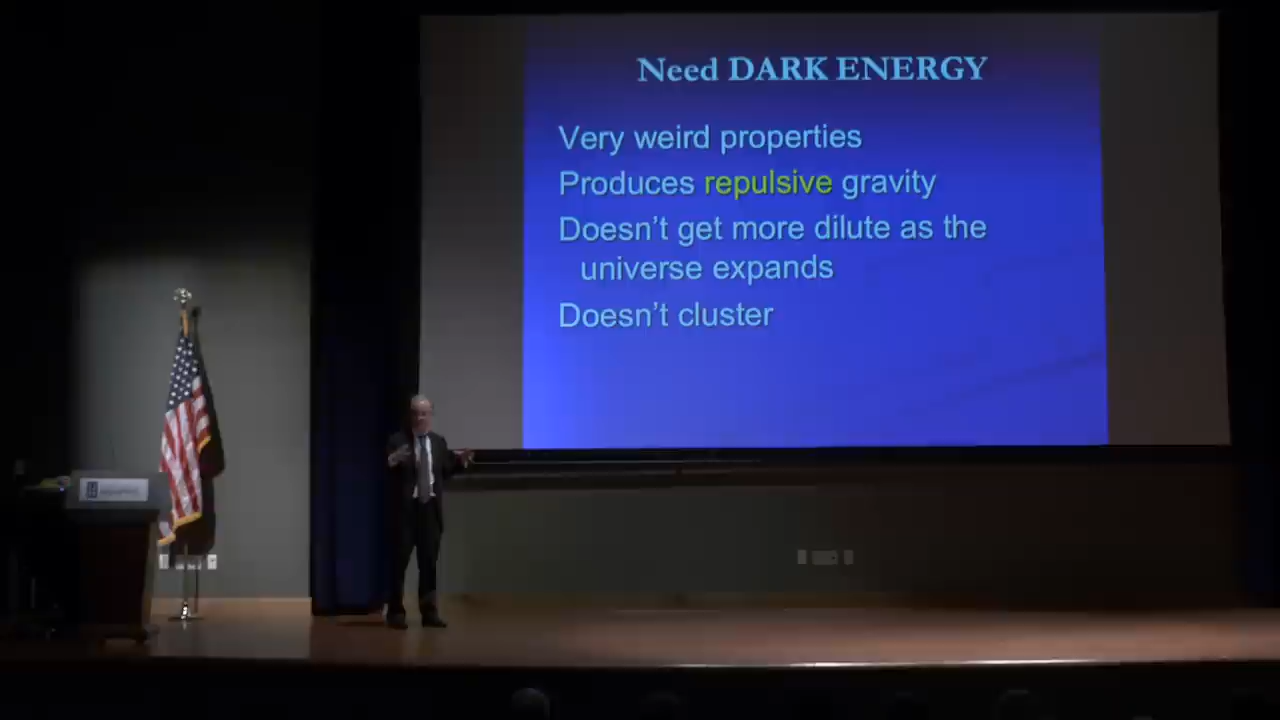 Need DARK ENERGY
Very weird properties
Produces repulsive gravity
Doesn't get more dilute as the
universe expands
Doesn't cluster